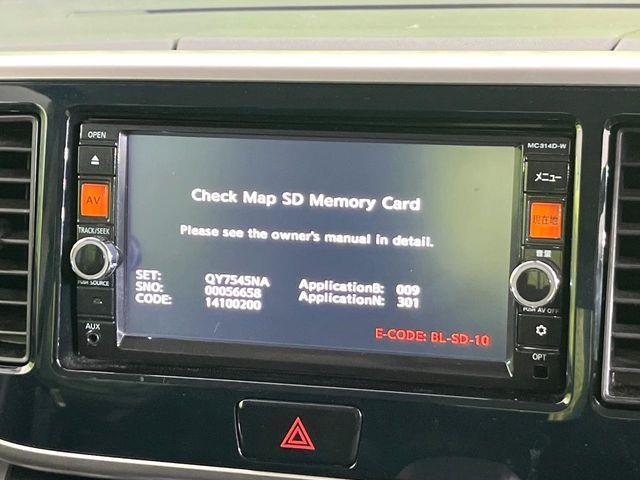 OPEN
MC314D-W
メニュー
AV
現在地
TRACK/SEEK
音量
PUSH SOURCE
PUSH AV OFF
AUX
OPT
Check Map SD Memory Card
Please see the owner's manual in detail.
SET: QY7545NA ApplicationB: 009
SNO: 00056658 ApplicationN: 301
CODE: 14100200
E-CODE: BL-SD-10